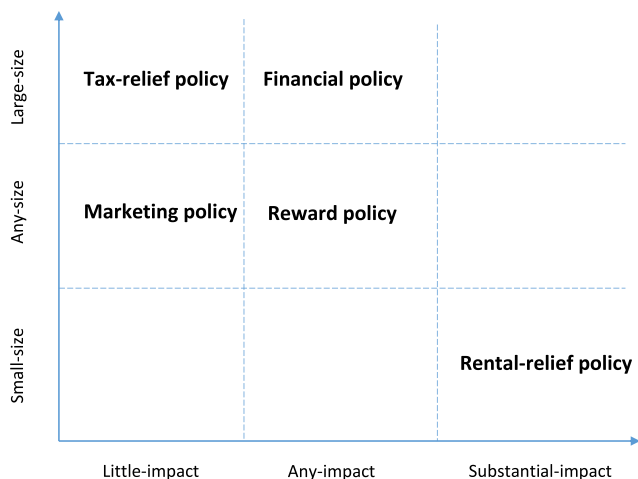 Large-size
Tax-relief policy
Financial policy
Any-size
Marketing policy
Reward policy
Small-size
Rental-relief policy
Little-impact
Any-impact
Substantial-impact